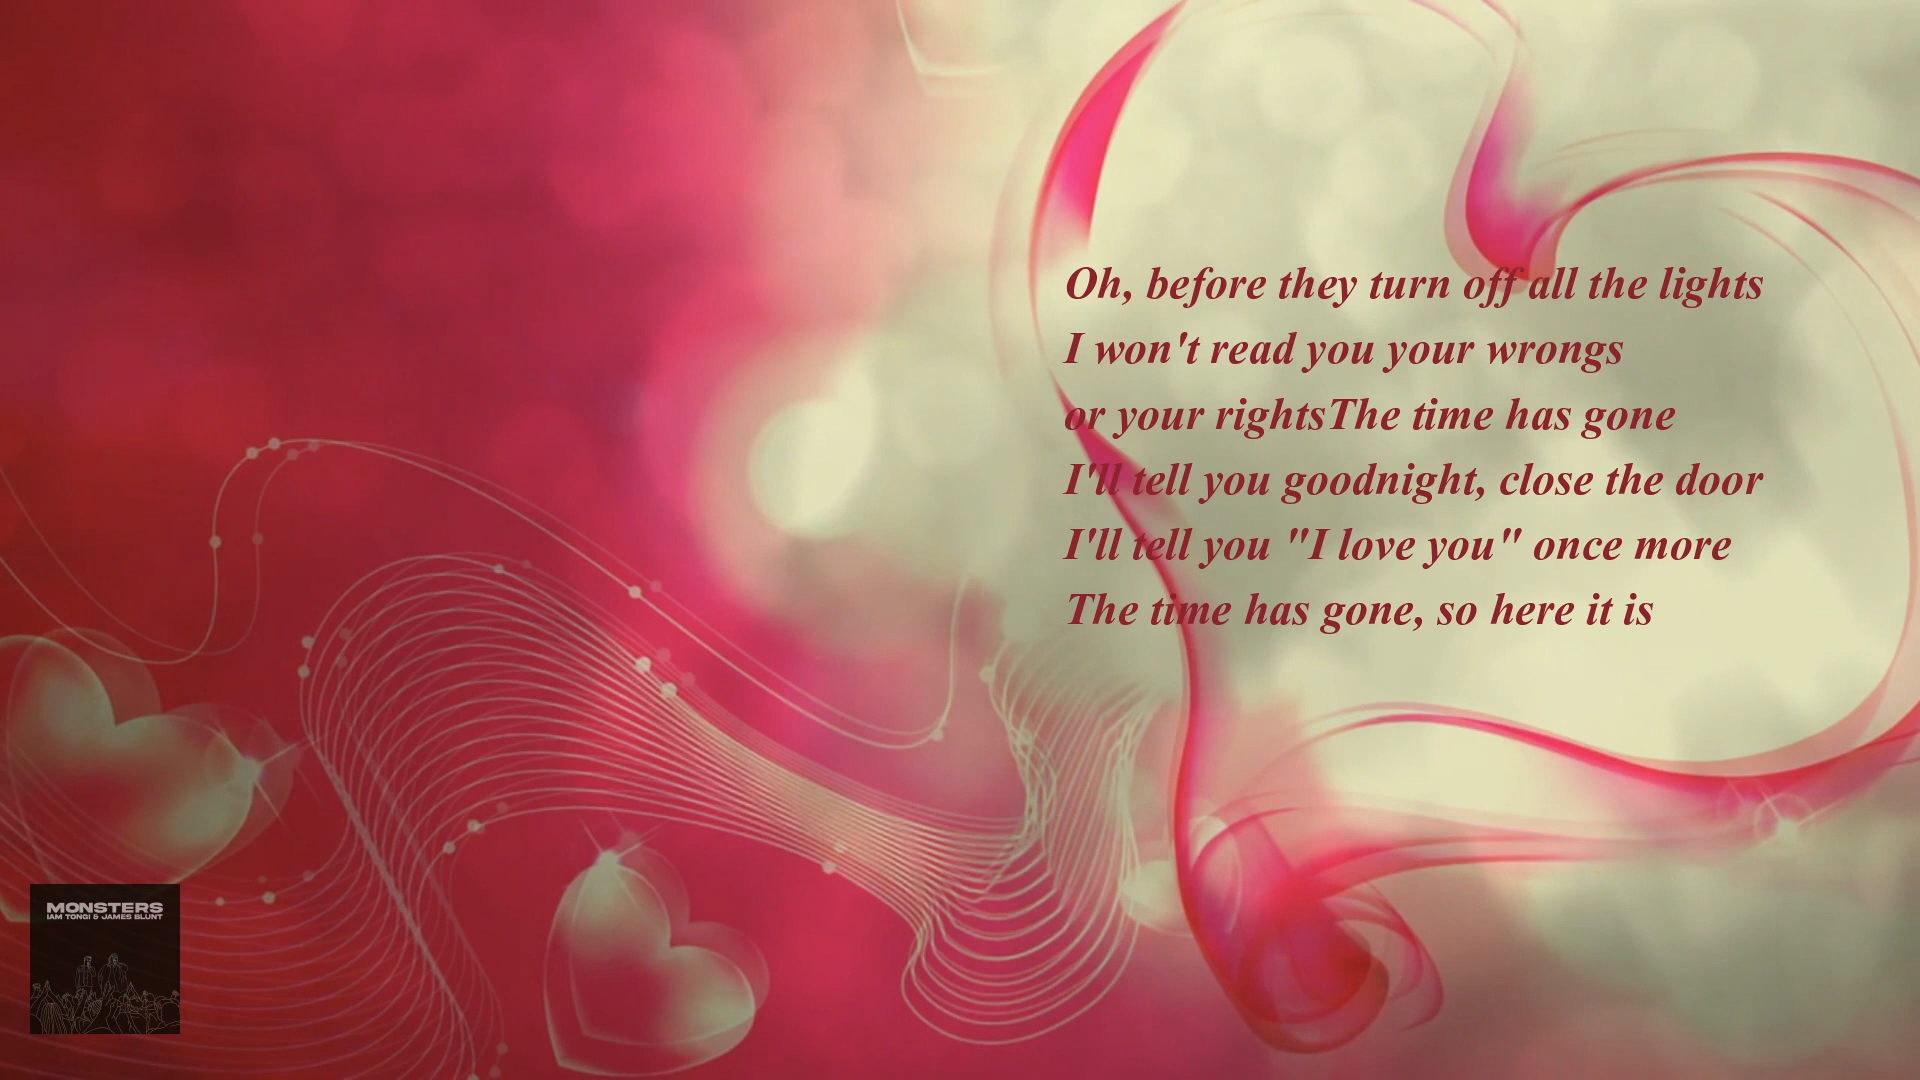 Oh, before they turn off all the lights
I won't read you your wrongs
or your rightsThe time has gone
I'll tell you goodnight, close the door
I'll tell you "I love you" once more
The time has gone, so here it is
MONSTERS
IAM TONGI & JAMES BLUNT